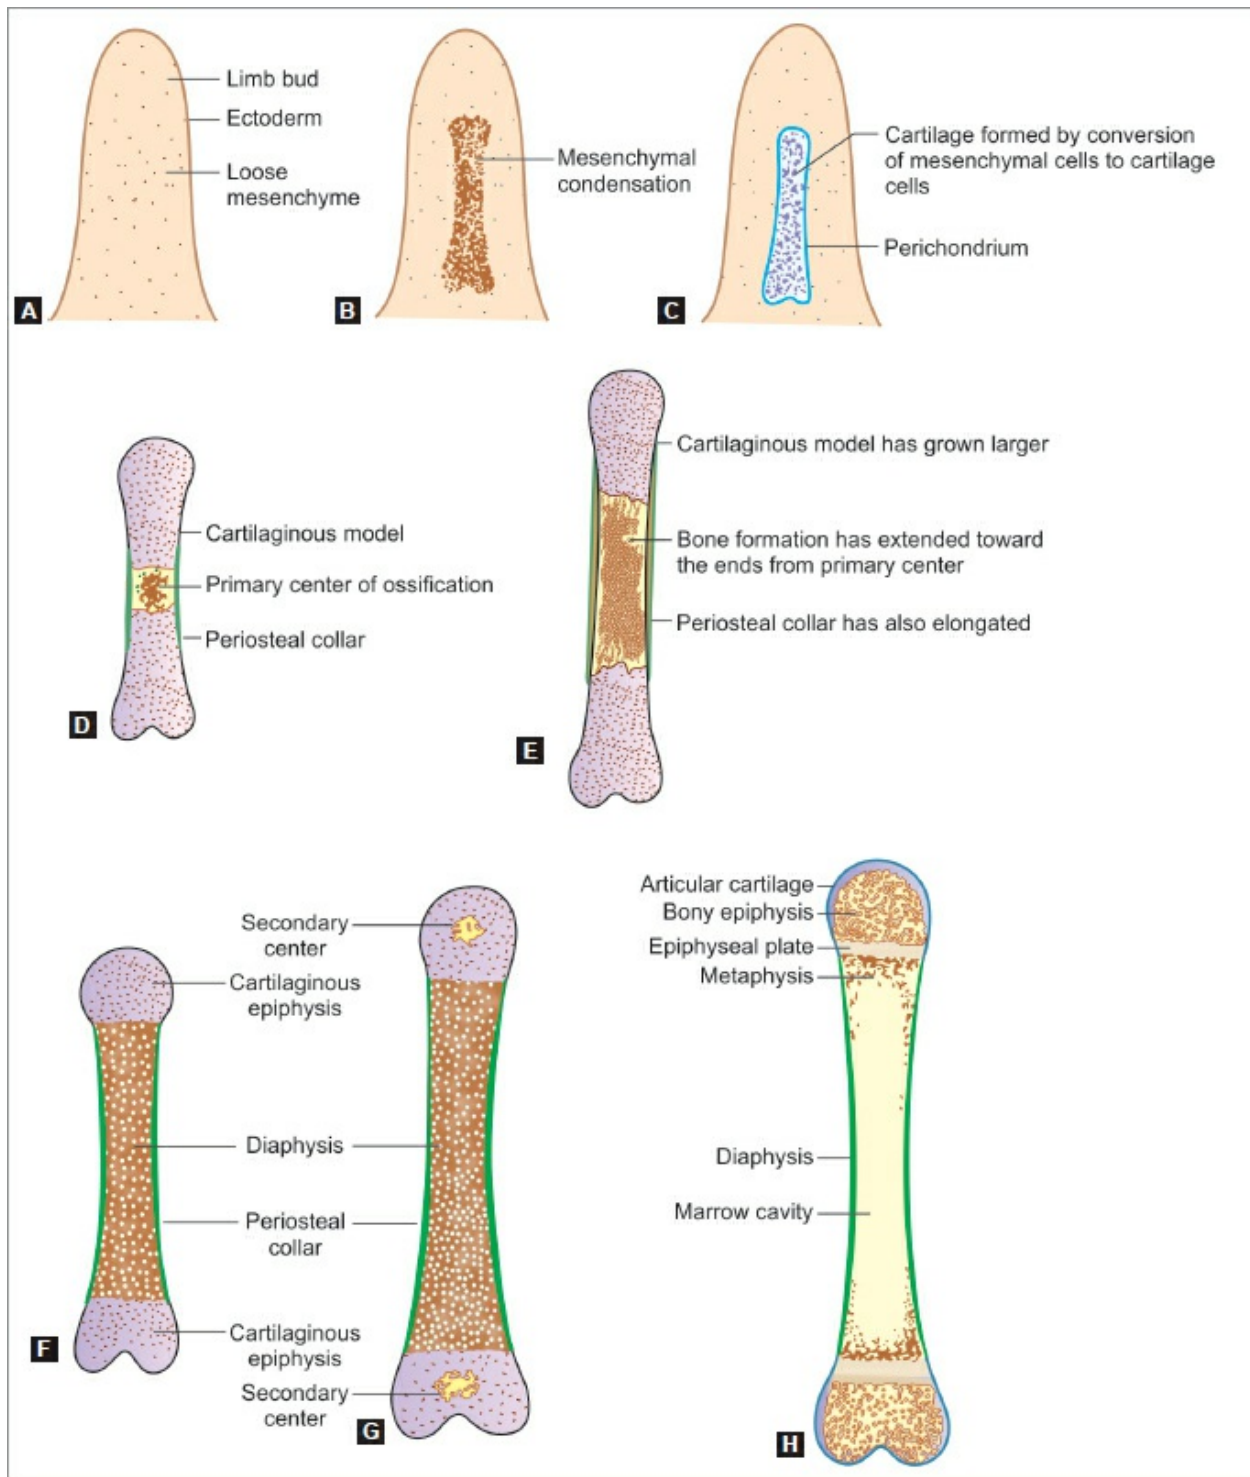 Limb bud
Ectoderm
Loose
mesenchyme
A
Mesenchymal
condensation
B
Cartilage formed by conversion
of mesenchymal cells to cartilage
cells
Perichondrium
C
Cartilaginous model
Primary center of ossification
Periosteal collar
D
Cartilaginous model has grown larger
Bone formation has extended toward
the ends from primary center
Periosteal collar has also elongated
E
Secondary
center
Cartilaginous
epiphysis
Diaphysis
Periosteal
collar
Cartilaginous
epiphysis
Secondary
center
F
G
Articular cartilage
Bony epiphysis
Epiphyseal plate
Metaphysis
Diaphysis
Marrow cavity
H